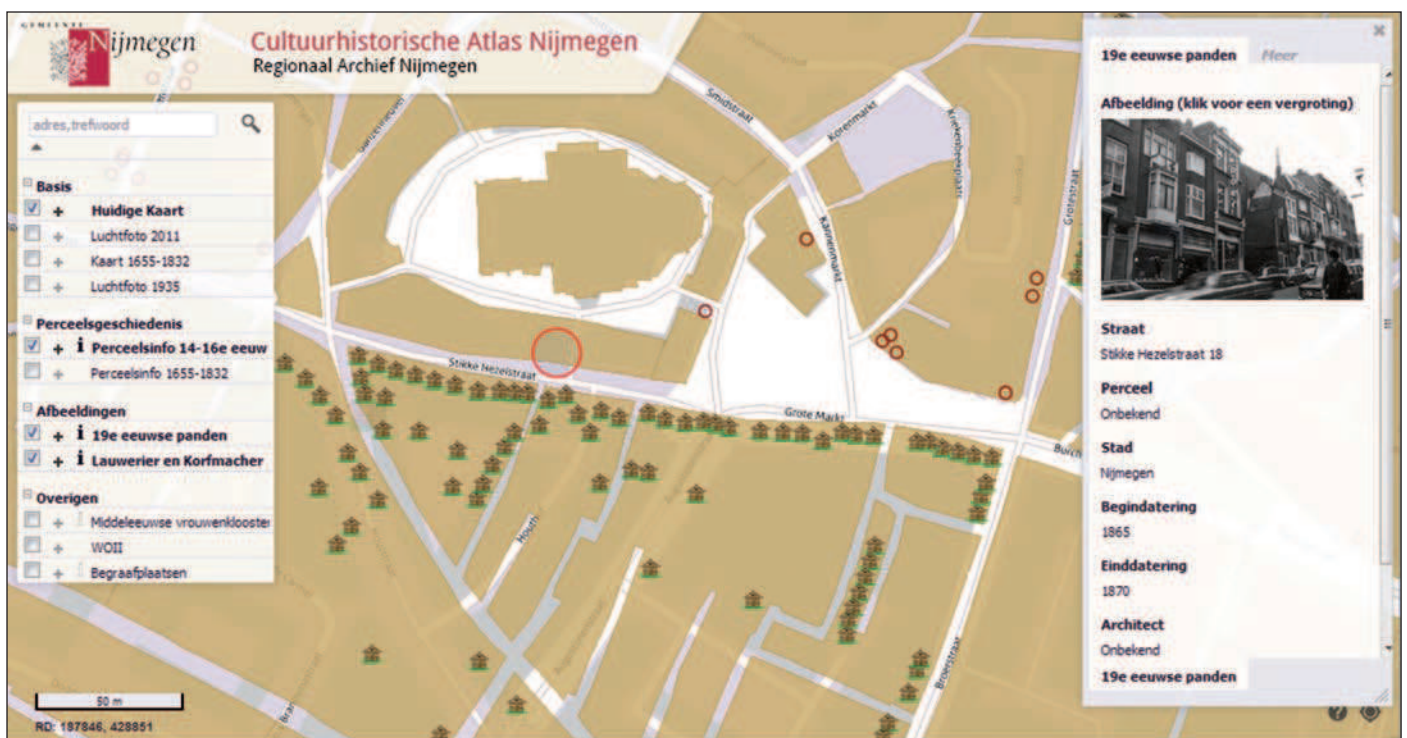 GEMEENTE
Nijmegen
Cultuurhistorische Atlas Nijmegen
Regionaal Archief Nijmegen
adres,trefwoord
Basis
Huidige Kaart
Luchtfoto 2011
Kaart 1655-1832
Luchtfoto 1935
Perceelsgeschiedenis
Perceelsinfo 14-16e eeuw
Perceelsinfo 1655-1832
Afbeeldingen
19e eeuwse panden
Lauwerier en Korfmacher
Overigen
Middeleeuwse vrouwenklooster
WOII
Begraafplaatsen
50 m
RD: 187846, 428851
Ganzenheuvel
Smidstraat
Korenmarkt
Kannenmarkt
Grotestraat
Stikke Hezelstraat
Grote Markt
Burch
Houth
Broerstraat
Bran
19e eeuwse panden
Meer
Afbeelding (klik voor een vergroting)
Straat
Stikke Hezelstraat 18
Perceel
Onbekend
Stad
Nijmegen
Begindatering
1865
Einddatering
1870
Architect
Onbekend
19e eeuwse panden